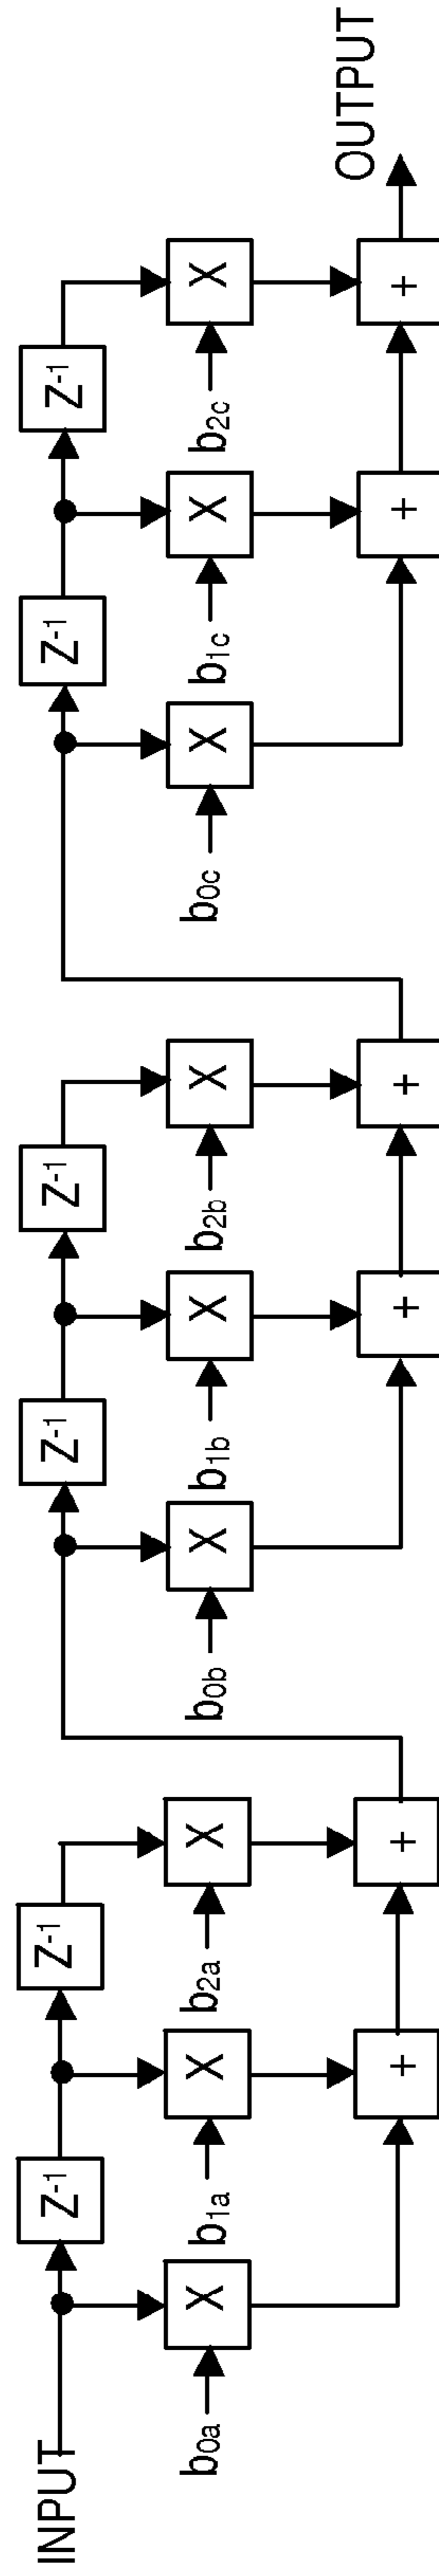 INPUT
Z-1
Z-1
b0a
X
b1a
X
b2a
X
+
+
Z-1
Z-1
b0b
X
b1b
X
b2b
X
+
+
Z-1
Z-1
b0c
X
b1c
X
b2c
X
+
+
OUTPUT